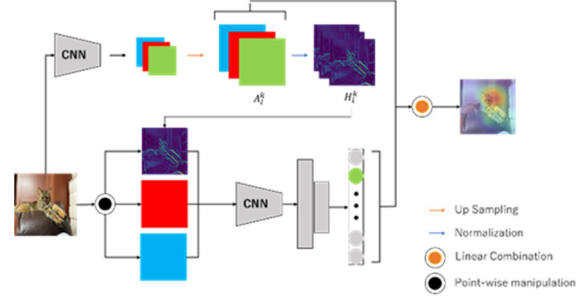 CNN
A_l^k
H_l^k
CNN
Up Sampling
Normalization
Linear Combination
Point-wise manipulation